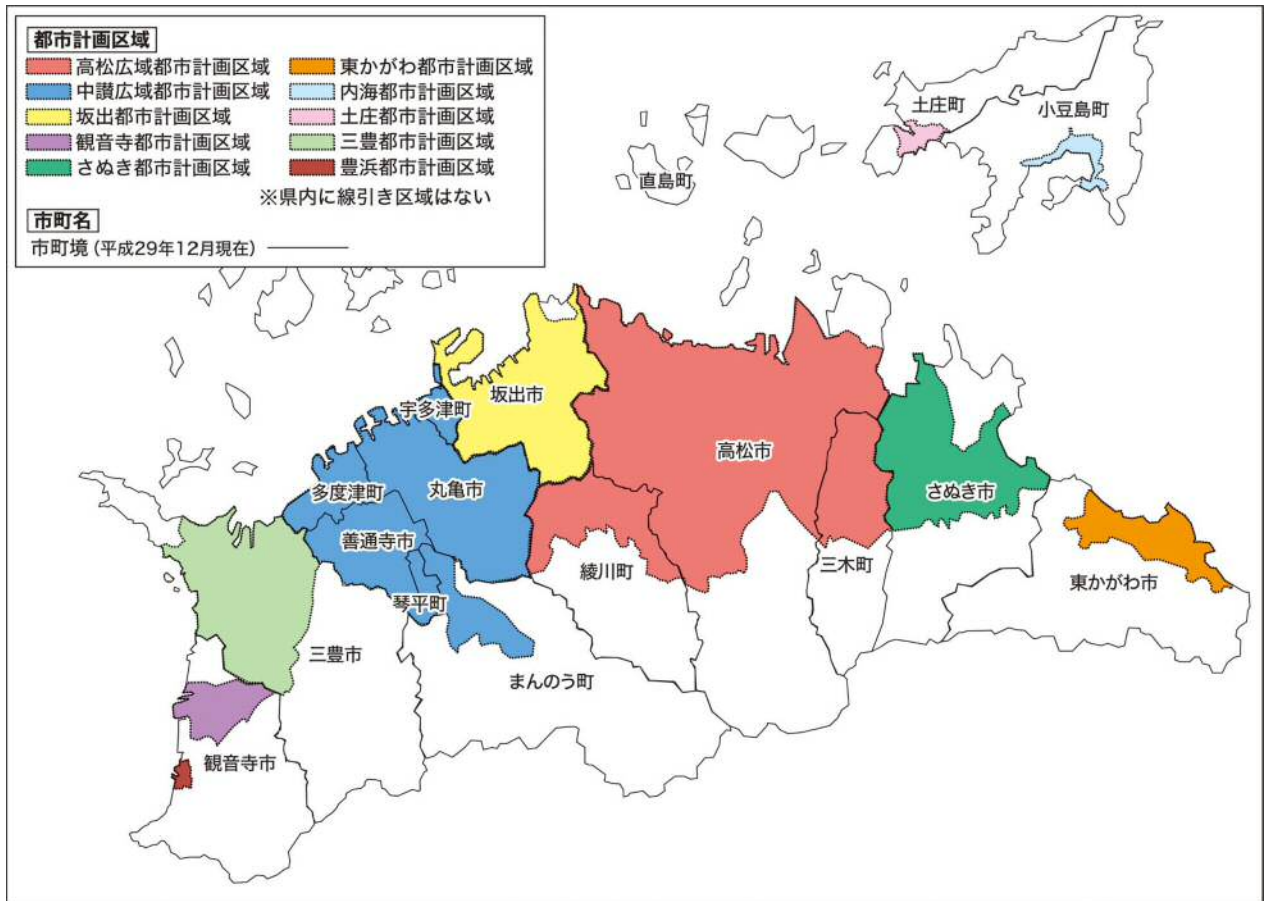 都市計画区域
高松広域都市計画区域
中讃広域都市計画区域
坂出都市計画区域
観音寺都市計画区域
さぬき都市計画区域
東かがわ都市計画区域
内海都市計画区域
土庄都市計画区域
三豊都市計画区域
豊浜都市計画区域
※県内に線引き区域はない
市町名
市町境(平成29年12月現在)
土庄町
小豆島町
直島町
坂出市
宇多津町
高松市
多度津町
丸亀市
さぬき市
善通寺市
綾川町
三木町
東かがわ市
琴平町
三豊市
まんのう町
観音寺市